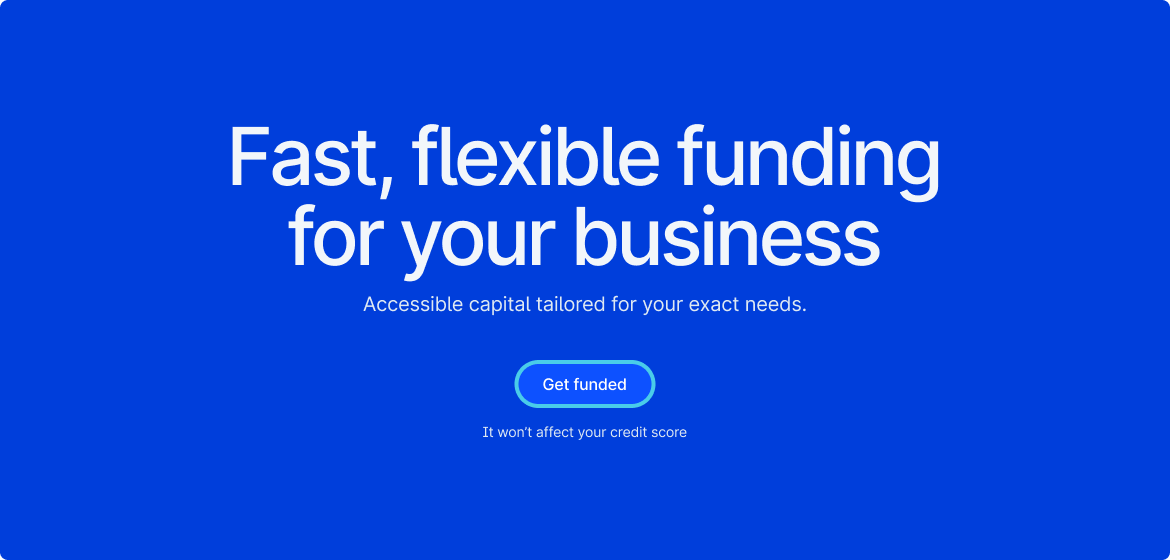 Fast, flexible funding
for your business
Accessible capital tailored for your exact needs.
Get funded
It won’t affect your credit score